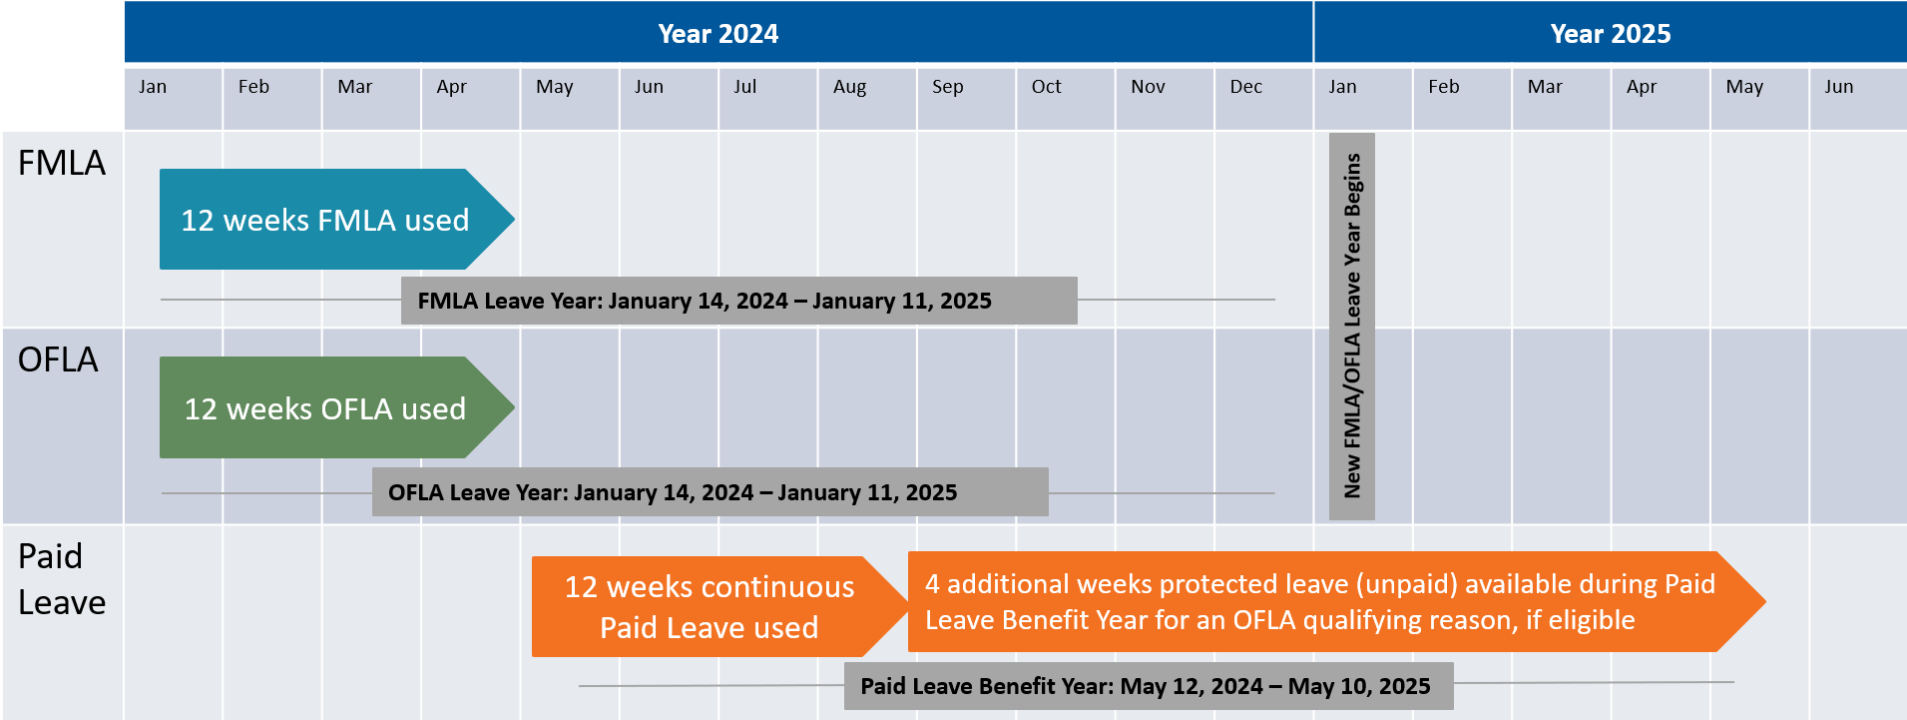 Year 2024 Year 2025
Jan Feb Mar Apr May Jun Jul Aug Sep Oct Nov Dec Jan Feb Mar Apr May Jun
FMLA
12 weeks FMLA used
FMLA Leave Year: January 14, 2024 – January 11, 2025
New FMLA/OFLA Leave Year Begins
OFLA
12 weeks OFLA used
OFLA Leave Year: January 14, 2024 – January 11, 2025
Paid
Leave
12 weeks continuous
Paid Leave used
4 additional weeks protected leave (unpaid) available during Paid
Leave Benefit Year for an OFLA qualifying reason, if eligible
Paid Leave Benefit Year: May 12, 2024 – May 10, 2025